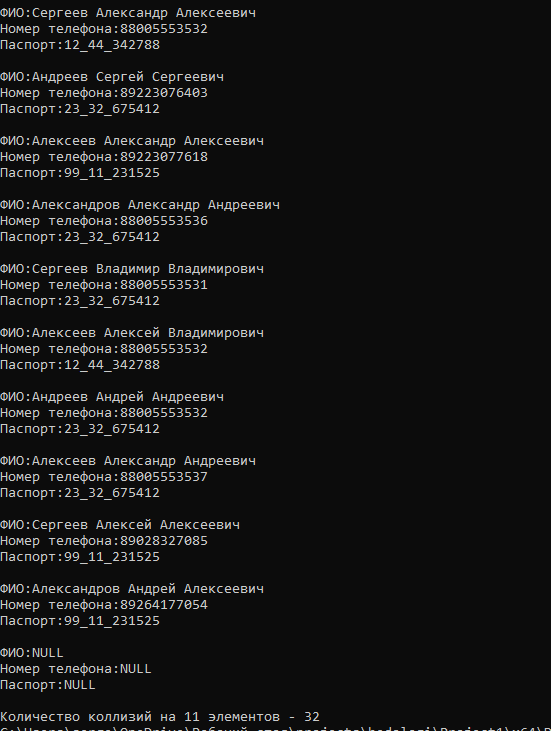 ФИО:Сергеев Александр Алексеевич
Номер телефона:88005553532
Паспорт:12_44_342788
ФИО:Андреев Сергей Сергеевич
Номер телефона:89223076403
Паспорт:23_32_675412
ФИО:Алексеев Александр Алексеевич
Номер телефона:89223077618
Паспорт:99_11_231525
ФИО:Александров Александр Андреевич
Номер телефона:88005553536
Паспорт:23_32_675412
ФИО:Сергеев Владимир Владимирович
Номер телефона:88005553531
Паспорт:23_32_675412
ФИО:Алексеев Алексей Владимирович
Номер телефона:88005553532
Паспорт:12_44_342788
ФИО:Андреев Андрей Андреевич
Номер телефона:88005553532
Паспорт:23_32_675412
ФИО:Алексеев Александр Андреевич
Номер телефона:88005553537
Паспорт:23_32_675412
ФИО:Сергеев Алексей Алексеевич
Номер телефона:89028327085
Паспорт:99_11_231525
ФИО:Александров Андрей Алексеевич
Номер телефона:89264177054
Паспорт:99_11_231525
ФИО:NULL
Номер телефона:NULL
Паспорт:NULL
Количество коллизий на 11 элементов - 32